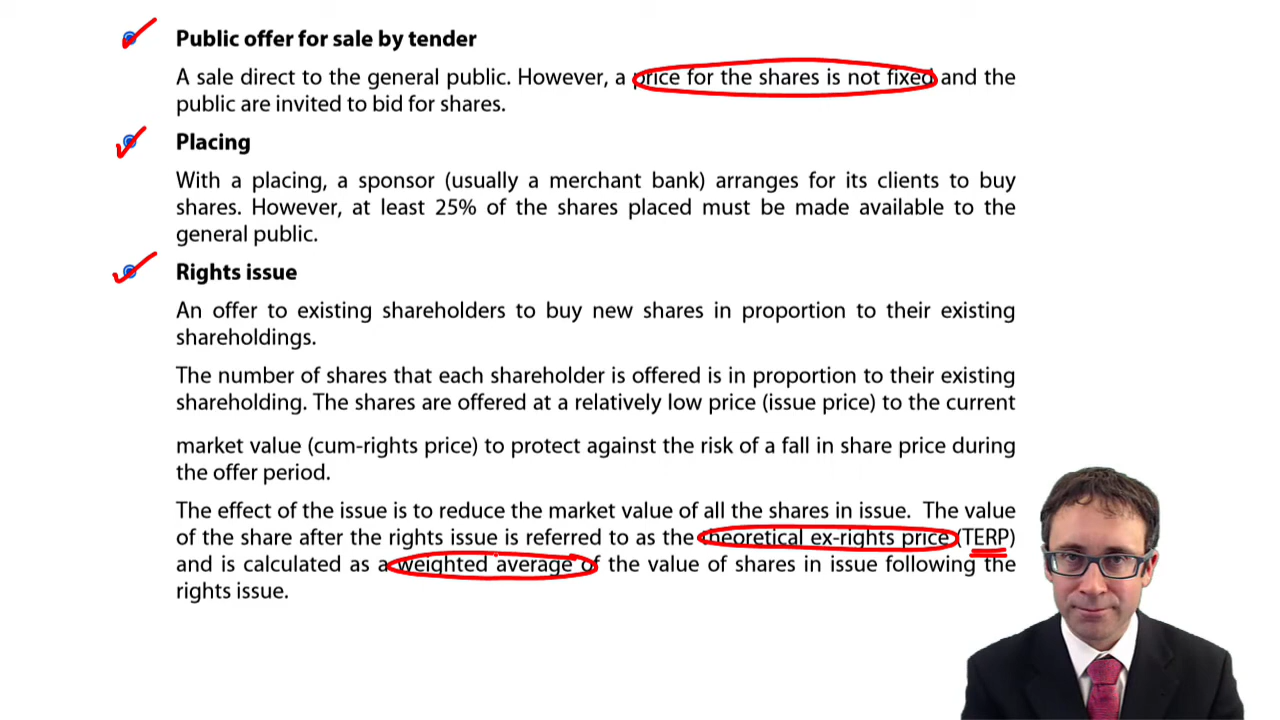 Public offer for sale by tender
A sale direct to the general public. However, a price for the shares is not fixed and the
public are invited to bid for shares.
Placing
With a placing, a sponsor (usually a merchant bank) arranges for its clients to buy
shares. However, at least 25% of the shares placed must be made available to the
general public.
Rights issue
An offer to existing shareholders to buy new shares in proportion to their existing
shareholdings.
The number of shares that each shareholder is offered is in proportion to their existing
shareholding. The shares are offered at a relatively low price (issue price) to the current
market value (cum-rights price) to protect against the risk of a fall in share price during
the offer period.
The effect of the issue is to reduce the market value of all the shares in issue. The value
of the share after the rights issue is referred to as the theoretical ex-rights price (TERP)
and is calculated as a weighted average of the value of shares in issue following the
rights issue.